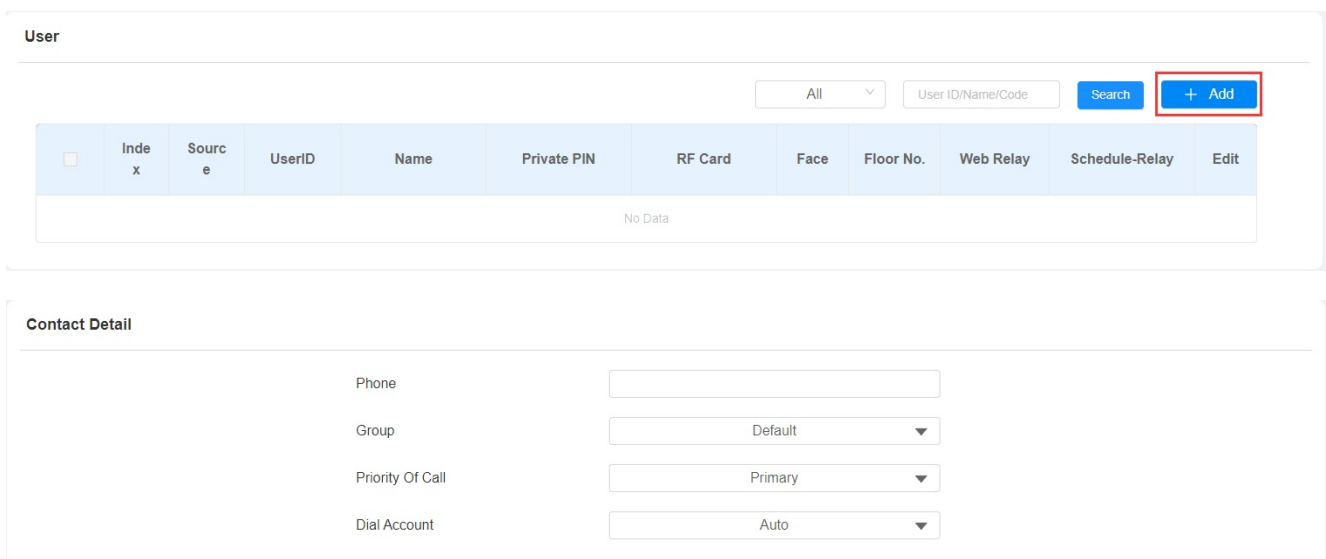 User
All User ID/Name/Code Search + Add
Inde
x Sourc
e UserID Name Private PIN RF Card Face Floor No. Web Relay Schedule-Relay Edit
No Data
Contact Detail
Phone
Group Default
Priority Of Call Primary
Dial Account Auto